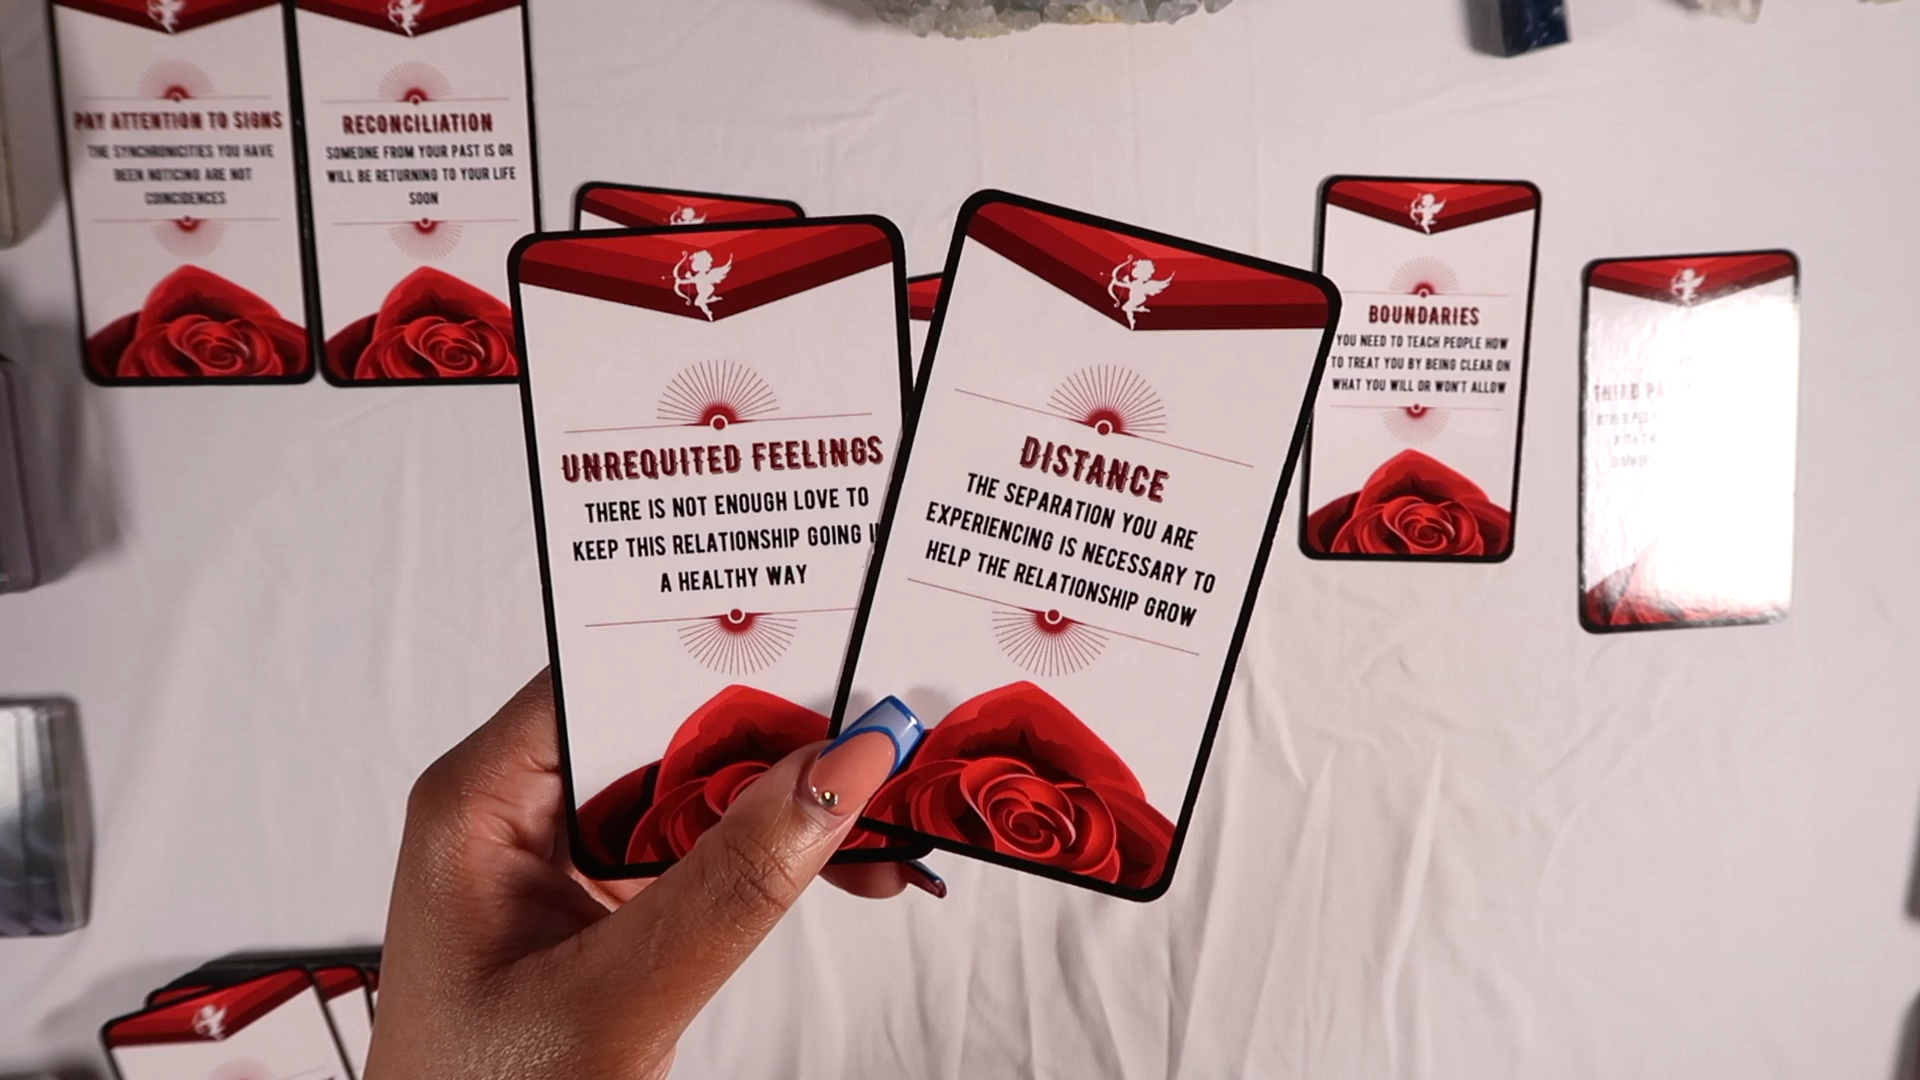 PAY ATTENTION TO SIGNS
THE SYNCHRONICITIES YOU HAVE
BEEN NOTICING ARE NOT
COINCIDENCES
RECONCILIATION
SOMEONE FROM YOUR PAST IS OR
WILL BE RETURNING TO YOUR LIFE
SOON
UNREQUITED FEELINGS
THERE IS NOT ENOUGH LOVE TO
KEEP THIS RELATIONSHIP GOING
A HEALTHY WAY
DISTANCE
THE SEPARATION YOU ARE
EXPERIENCING IS NECESSARY TO
HELP THE RELATIONSHIP GROW
BOUNDARIES
YOU NEED TO TEACH PEOPLE HOW
TO TREAT YOU BY BEING CLEAR ON
WHAT YOU WILL OR WON'T ALLOW
THIRD